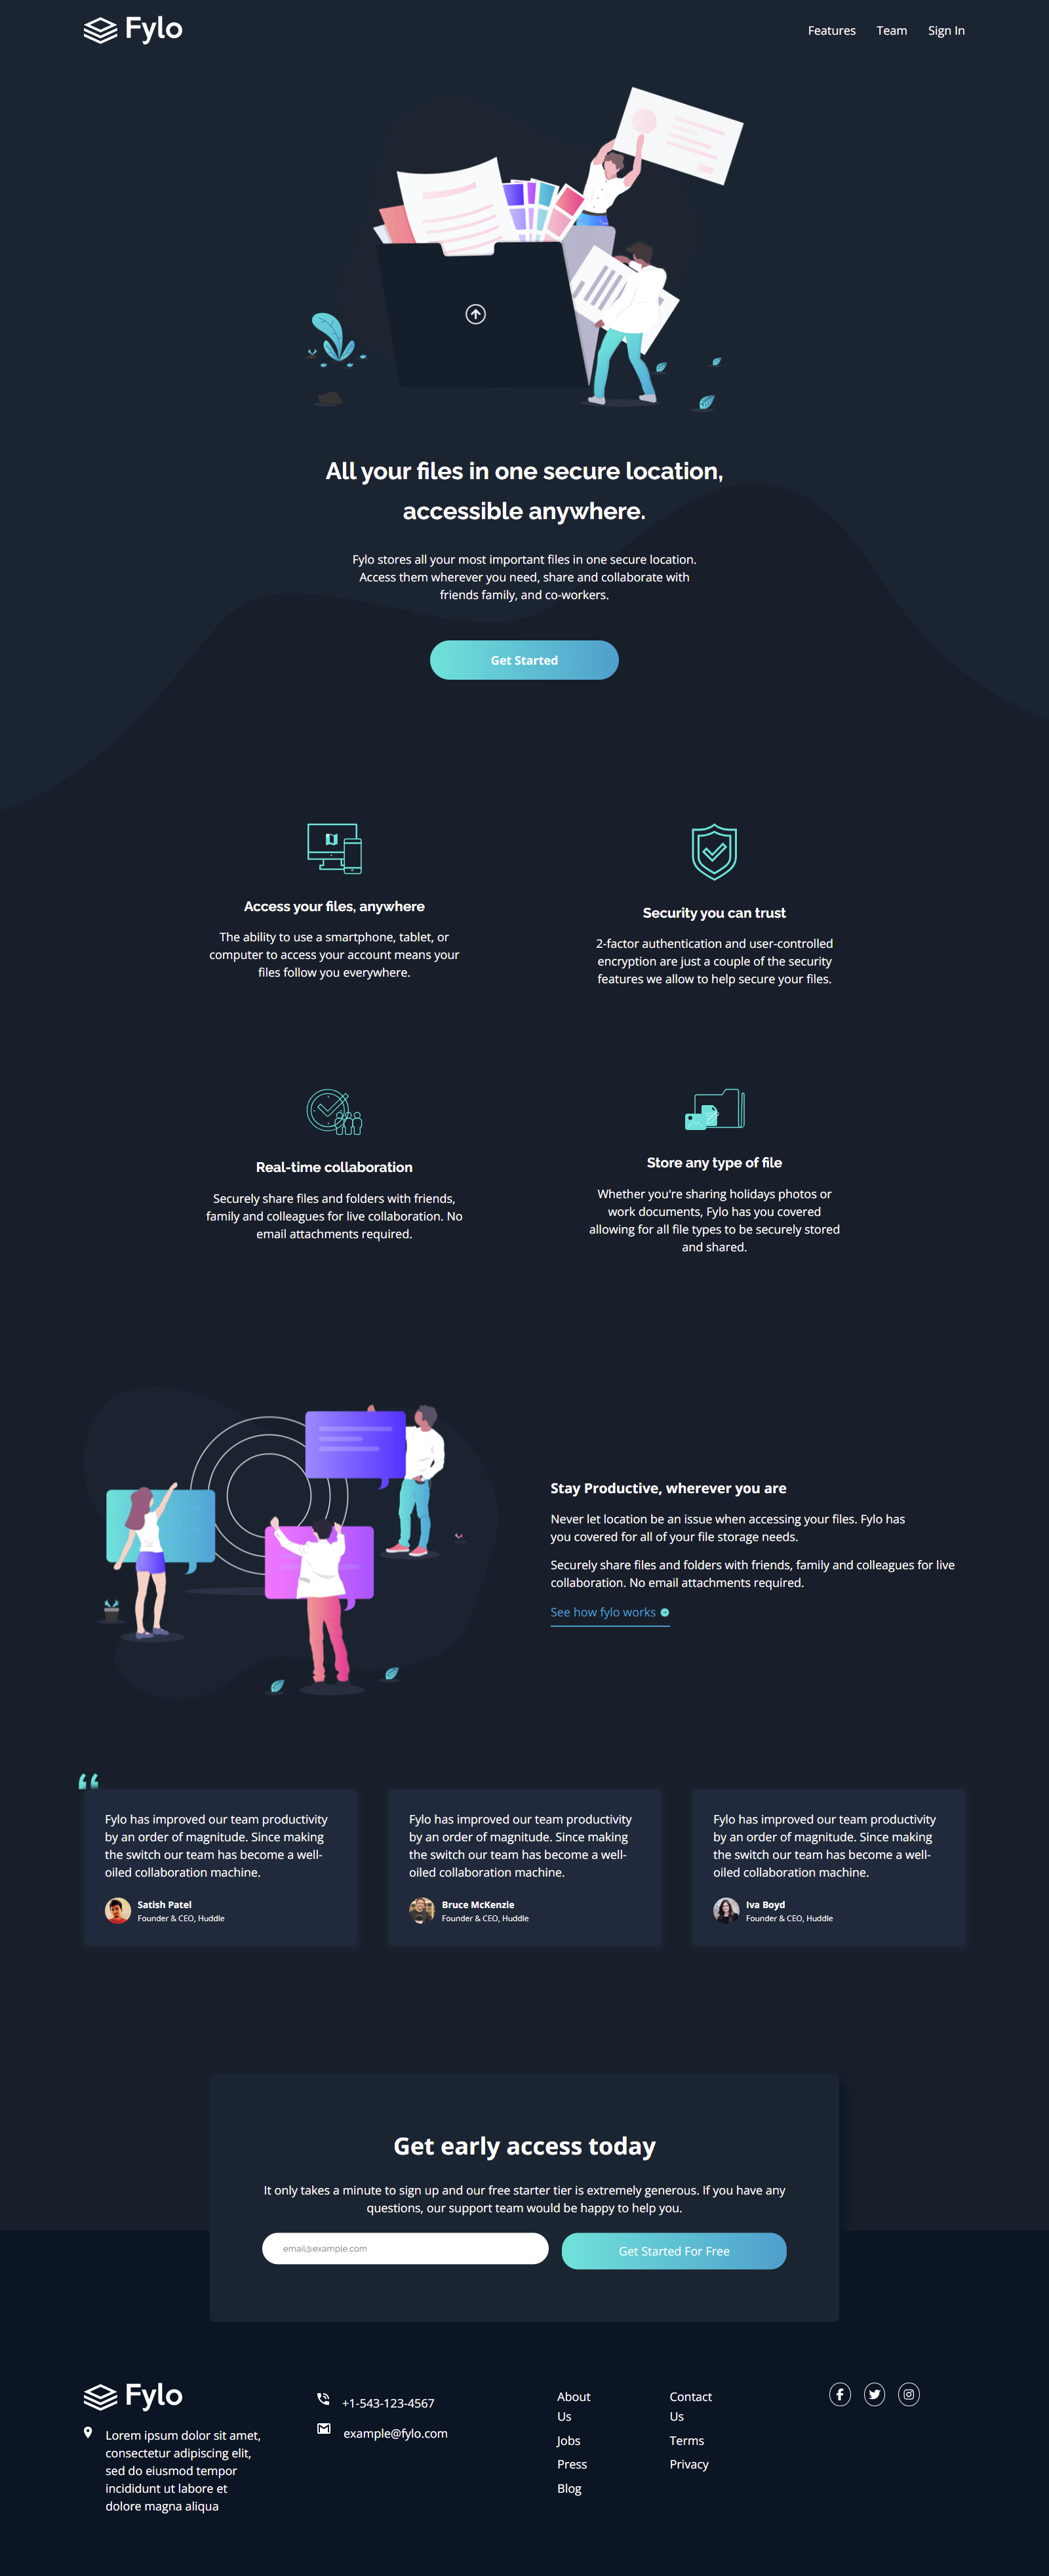 Fylo
Features Team Sign In
All your files in one secure location,
accessible anywhere.
Fylo stores all your most important files in one secure location.
Access them wherever you need, share and collaborate with
friends family, and co-workers.
Get Started
Access your files, anywhere
The ability to use a smartphone, tablet, or
computer to access your account means your
files follow you everywhere.
Security you can trust
2-factor authentication and user-controlled
encryption are just a couple of the security
features we allow to help secure your files.
Real-time collaboration
Securely share files and folders with friends,
family and colleagues for live collaboration. No
email attachments required.
Store any type of file
Whether you're sharing holidays photos or
work documents, Fylo has you covered
allowing for all file types to be securely stored
and shared.
Stay Productive, wherever you are
Never let location be an issue when accessing your files. Fylo has
you covered for all of your file storage needs.
Securely share files and folders with friends, family and colleagues for live
collaboration. No email attachments required.
See how fylo works
“
Fylo has improved our team productivity
by an order of magnitude. Since making
the switch our team has become a well-
oiled collaboration machine.
Satish Patel
Founder & CEO, Huddle
Fylo has improved our team productivity
by an order of magnitude. Since making
the switch our team has become a well-
oiled collaboration machine.
Bruce McKenzie
Founder & CEO, Huddle
Fylo has improved our team productivity
by an order of magnitude. Since making
the switch our team has become a well-
oiled collaboration machine.
Iva Boyd
Founder & CEO, Huddle
Get early access today
It only takes a minute to sign up and our free starter tier is extremely generous. If you have any
questions, our support team would be happy to help you.
email@example.com
Get Started For Free
Fylo
Lorem ipsum dolor sit amet,
consectetur adipiscing elit,
sed do eiusmod tempor
incididunt ut labore et
dolore magna aliqua
+1-543-123-4567
example@fylo.com
About
Us
Jobs
Press
Blog
Contact
Us
Terms
Privacy